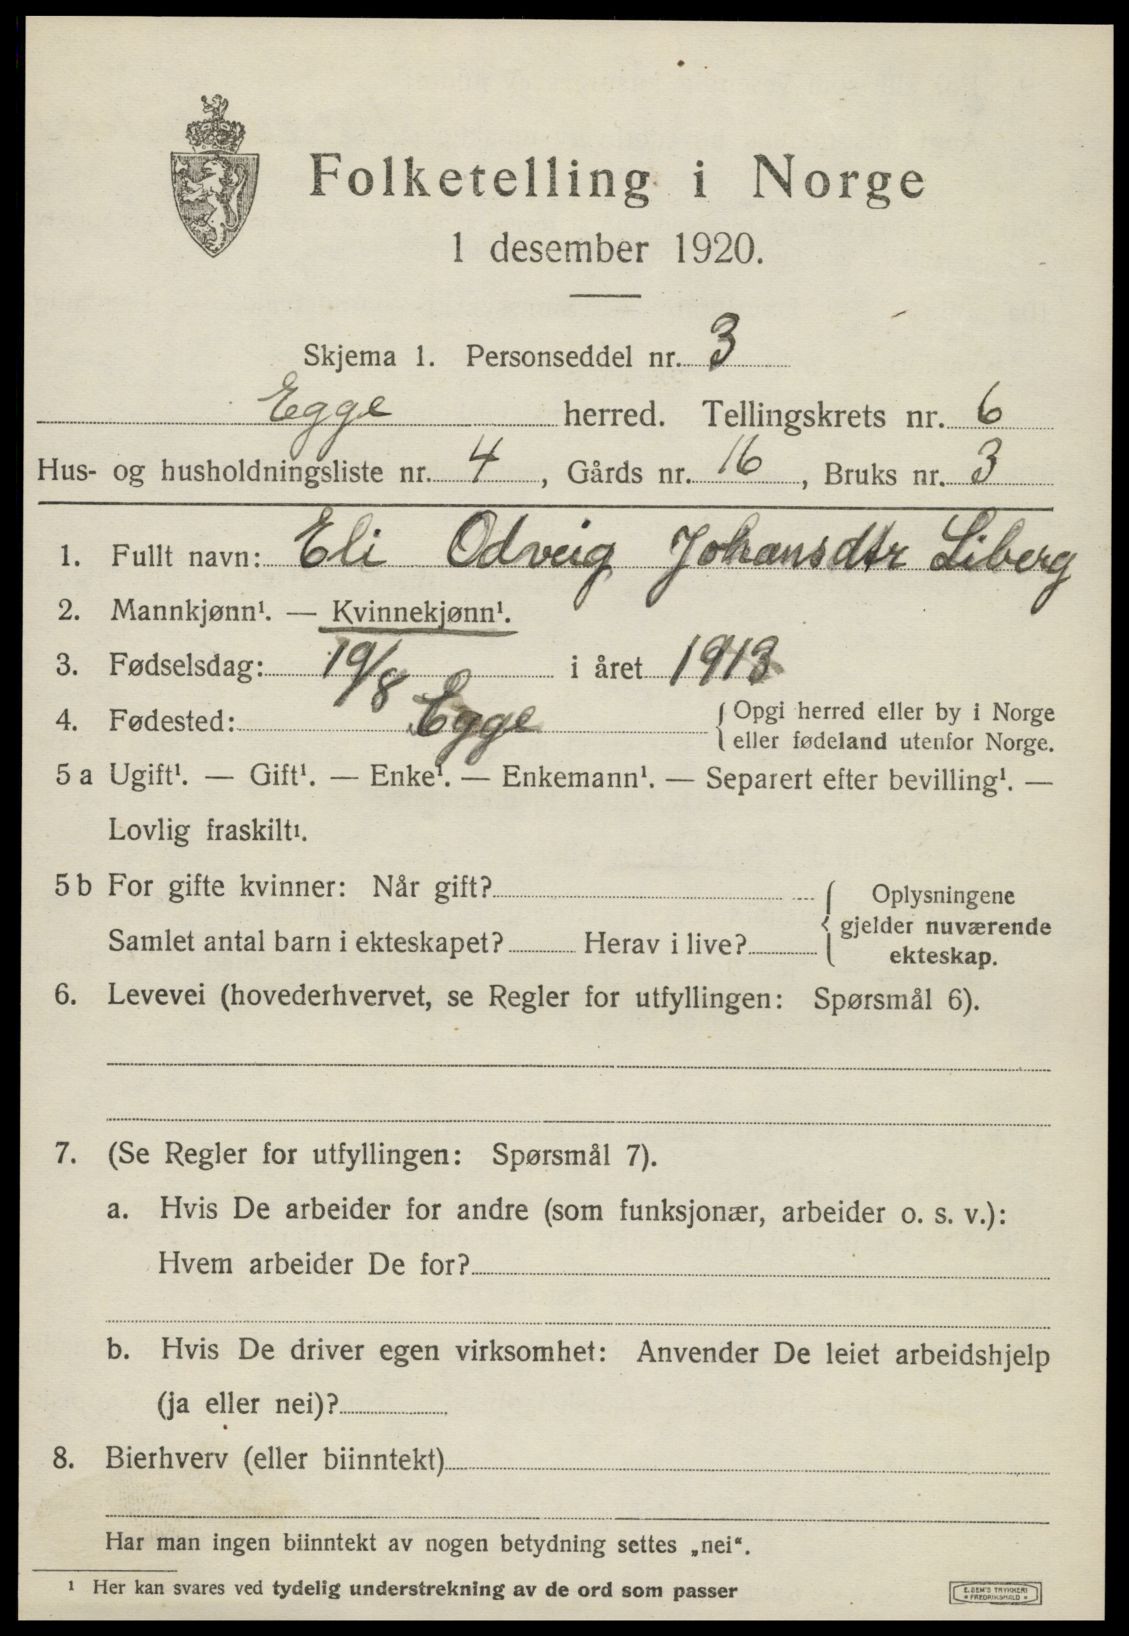 Folketelling i Norge
1 desember 1920.
Skjema 1. Personseddel nr. 3
Egge herred. Tellingskrets nr. 6
Hus- og husholdningsliste nr. 4, Gårds nr. 16, Bruks nr. 3
1. Fullt navn: Eli Odveig Johansdtr Liberg
2. Mannkjønn¹. — Kvinnekjønn¹.
3. Fødselsdag: 19/8 i året 1913
4. Fødested: Egge { Opgi herred eller by i Norge
eller fødeland utenfor Norge.
5 a Ugift¹. — Gift¹. — Enke¹. — Enkemann¹. — Separert efter bevilling¹. —
Lovlig fraskilt¹.
5 b For gifte kvinner: Når gift? { Oplysningene
Samlet antal barn i ekteskapet? Herav i live? gjelder nuværende
ekteskap.
6. Levevei (hovederhvervet, se Regler for utfyllingen: Spørsmål 6).
7. (Se Regler for utfyllingen: Spørsmål 7).
a. Hvis De arbeider for andre (som funksjonær, arbeider o. s. v.):
Hvem arbeider De for?
b. Hvis De driver egen virksomhet: Anvender De leiet arbeidshjelp
(ja eller nei)?
8. Bierhverv (eller biinntekt)
Har man ingen biinntekt av nogen betydning settes „nei“.
¹ Her kan svares ved tydelig understrekning av de ord som passer
E. SEM'S TRYKKERI
FREDRIKSHALD